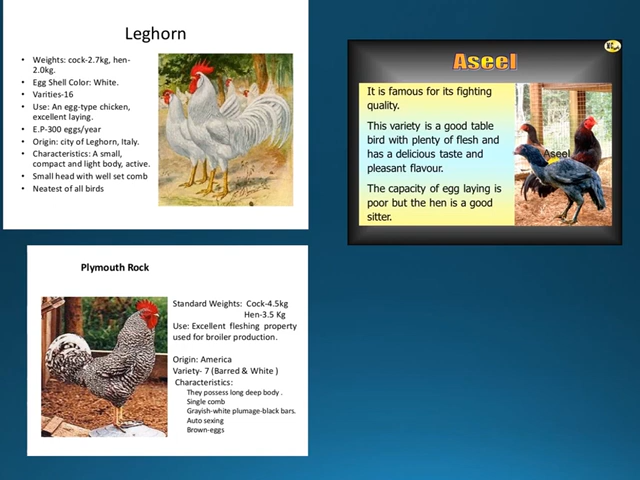 Leghorn
• Weights: cock-2.7kg, hen-
2.0kg.
• Egg Shell Color: White.
• Varities-16
• Use: An egg-type chicken,
excellent laying.
• E.P-300 eggs/year
• Origin: city of Leghorn, Italy.
• Characteristics: A small,
compact and light body, active.
• Small head with well set comb
• Neatest of all birds
Aseel
It is famous for its fighting
quality.
This variety is a good table
bird with plenty of flesh and
has a delicious taste and
pleasant flavour.
The capacity of egg laying is
poor but the hen is a good
sitter.
Aseel
Plymouth Rock
Standard Weights: Cock-4.5kg
Hen-3.5 Kg
Use: Excellent fleshing property
used for broiler production.
Origin: America
Variety- 7 (Barred & White )
Characteristics:
They possess long deep body .
Single comb
Grayish-white plumage-black bars.
Auto sexing
Brown-eggs